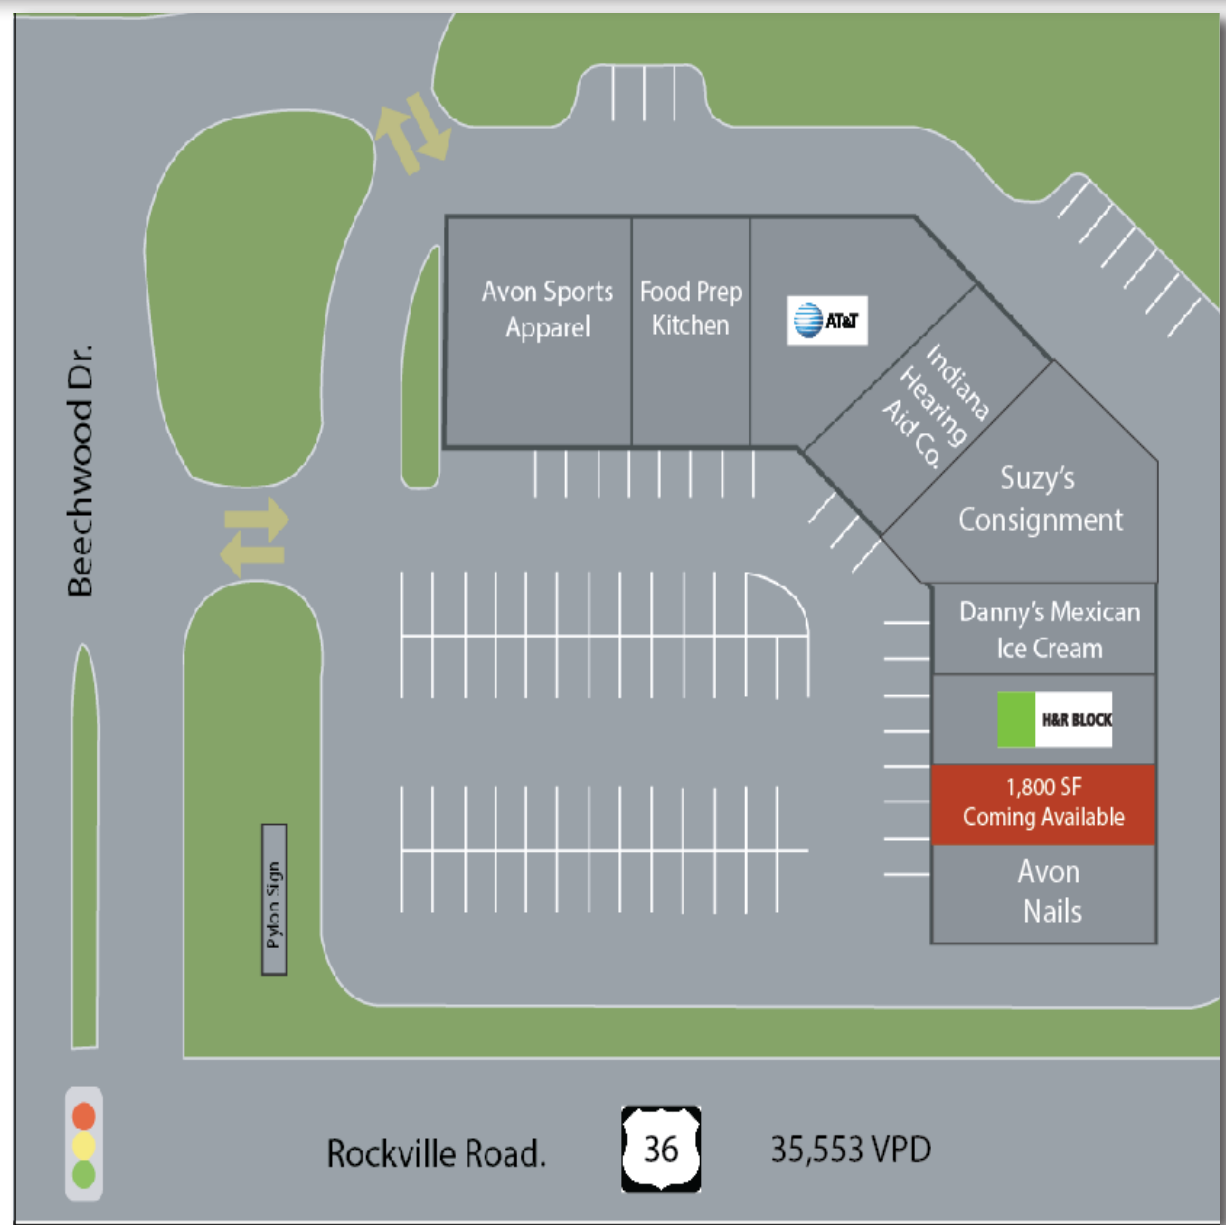 Avon Sports
Apparel
Food Prep
Kitchen
AT&T
Indiana
Hearing
Aid Co.
Suzy's
Consignment
Danny's Mexican
Ice Cream
H&R BLOCK
1,800 SF
Coming Available
Avon
Nails
Beechwood Dr.
Pylon Sign
Rockville Road.
36
35,553 VPD